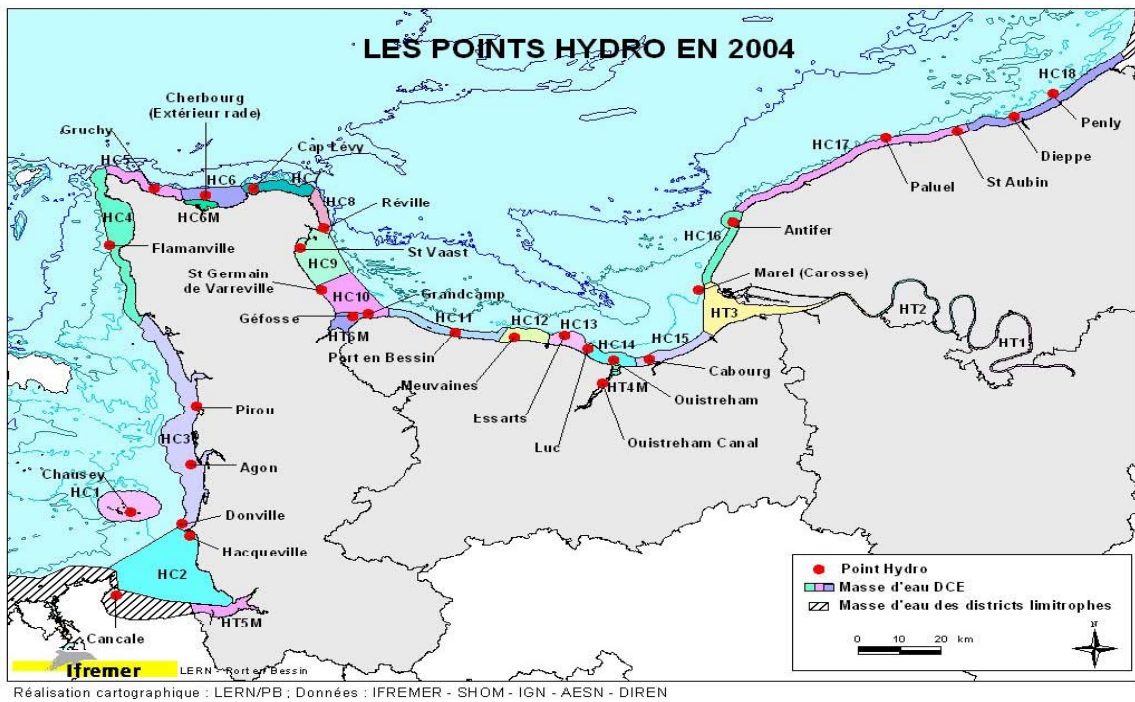 LES POINTS HYDRO EN 2004
HC18
Cherbourg
(Extérieur rade)
Penly
Gruchy
Cap Lévy
HC17
Dieppe
HC5
HC6
HC7
Paluel
St Aubin
HC8
Réville
HC4
HC6M
HC16
Antifer
Flamanville
St Vaast
HC9
Marel (Carosse)
St Germain
de Varreville
HC10
Grandcamp
HT3
HT2
Géfosse
HC11
HC12
HC13
HT6M
HC14
HC15
HT1
Port en Bessin
Cabourg
Meuvaines
HT4M
Ouistreham
Pirou
Essarts
HC3
Luc
Ouistreham Canal
Agon
Chausey
HC1
Donville
Hacqueville
HC2
Point Hydro
Masse d'eau DCE
Masse d'eau des districts limitrophes
HT5M
Cancale
0 10 20 km
N
Ifremer
LERN - Port en Bessin
Réalisation cartographique : LERN/PB ; Données : IFREMER - SHOM - IGN - AESN - DIREN